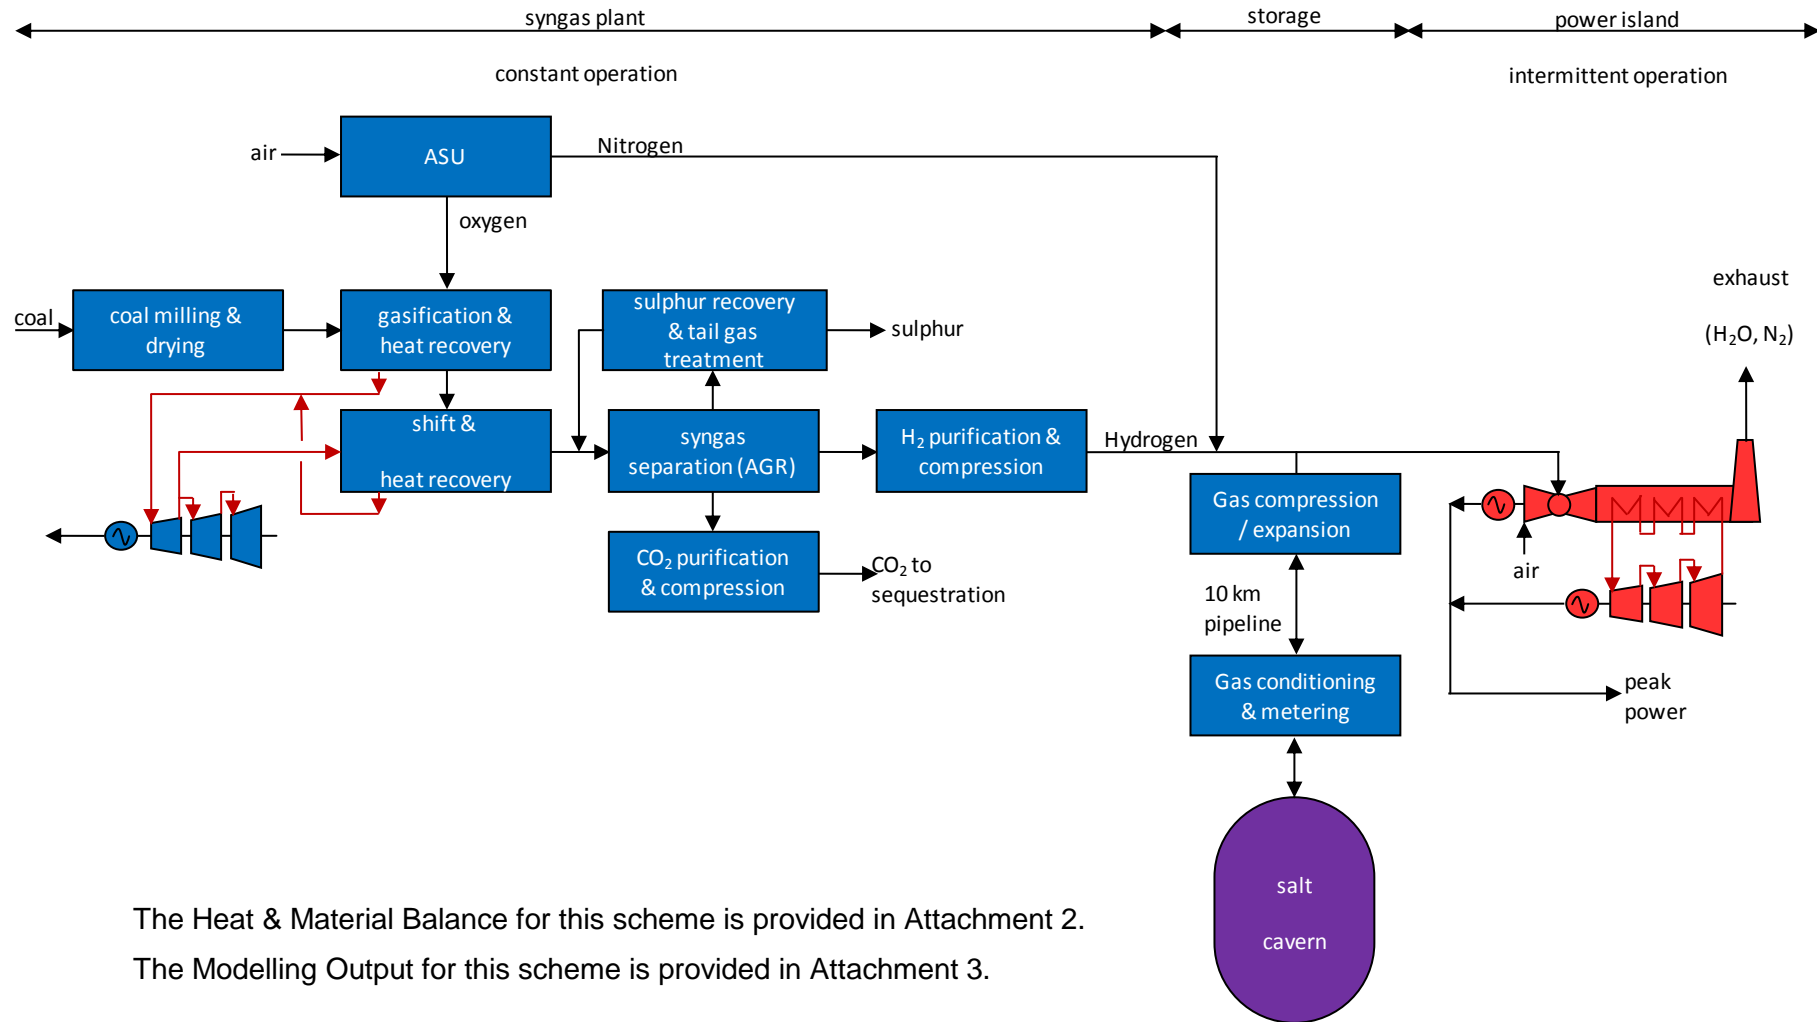 syngas plant
storage
power island
constant operation
intermittent operation
air
ASU
Nitrogen
oxygen
coal
coal milling &
drying
gasification &
heat recovery
sulphur recovery
& tail gas
treatment
sulphur
exhaust
(H₂O, N₂)
shift &
heat recovery
syngas
separation (AGR)
H₂ purification &
compression
Hydrogen
Gas compression
/ expansion
CO₂ purification
& compression
CO₂ to
sequestration
air
10 km
pipeline
Gas conditioning
& metering
peak
power
salt
cavern
The Heat & Material Balance for this scheme is provided in Attachment 2.
The Modelling Output for this scheme is provided in Attachment 3.